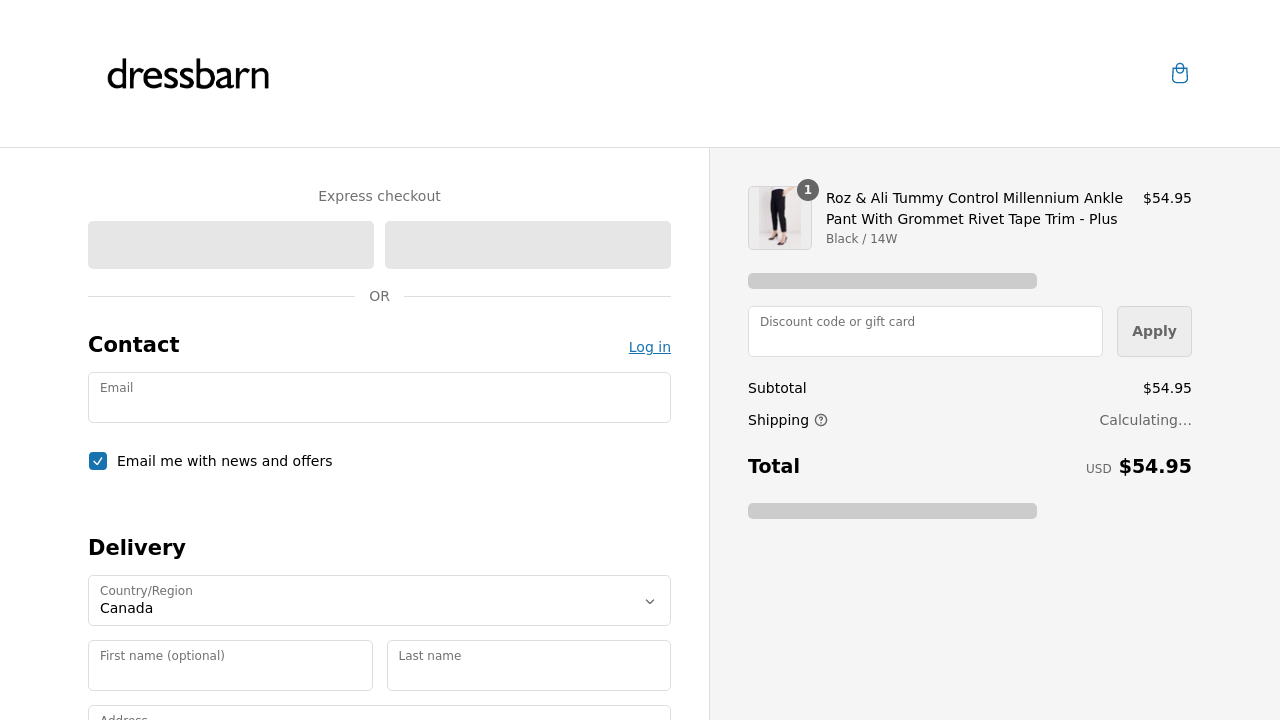 dressbarn
Express checkout
OR
Contact
Log in
Email
Email me with news and offers
Delivery
Country/Region
Canada
First name (optional)
Last name
Address
1
Roz & Ali Tummy Control Millennium Ankle
Pant With Grommet Rivet Tape Trim - Plus
Black / 14W
$54.95
Discount code or gift card
Apply
Subtotal
$54.95
Shipping
Calculating…
Total
USD $54.95